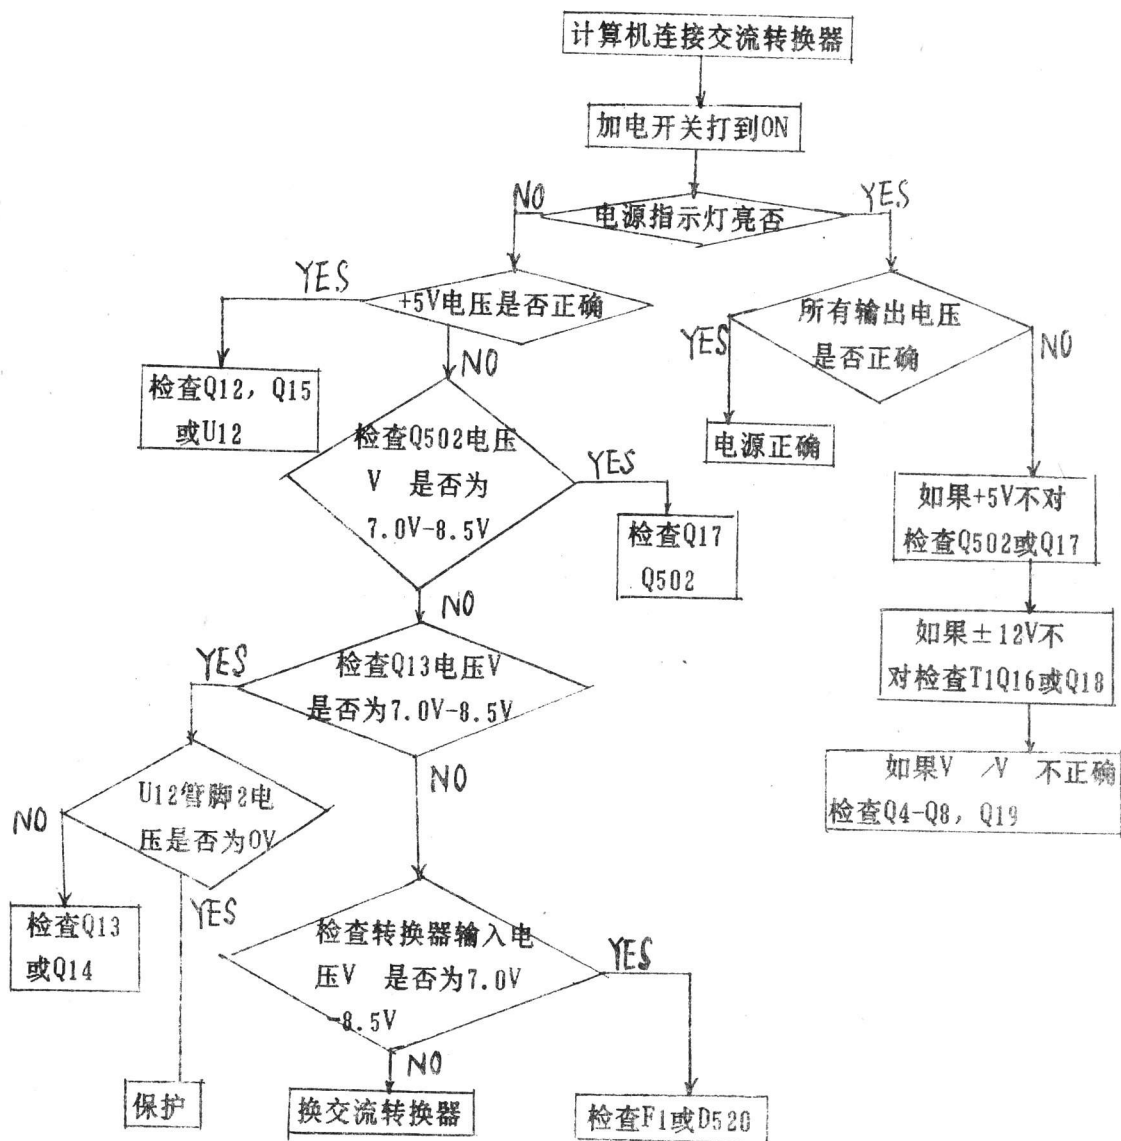 计算机连接交流转换器
加电开关打到ON
NO
YES
电源指示灯亮否
YES
+5V电压是否正确
所有输出电压
是否正确
YES
NO
NO
检查Q12，Q15
或U12
电源正确
检查Q502电压
V 是否为
7.0V-8.5V
YES
如果+5V不对
检查Q502或Q17
检查Q17
Q502
NO
如果±12V不
对检查T1Q16或Q18
YES
检查Q13电压V
是否为7.0V-8.5V
NO
如果V /V 不正确
检查Q4-Q8，Q19
U12管脚2电
压是否为0V
NO
YES
检查Q13
或Q14
检查转换器输入电
压V 是否为7.0V
-8.5V
YES
NO
保护
换交流转换器
检查F1或D520